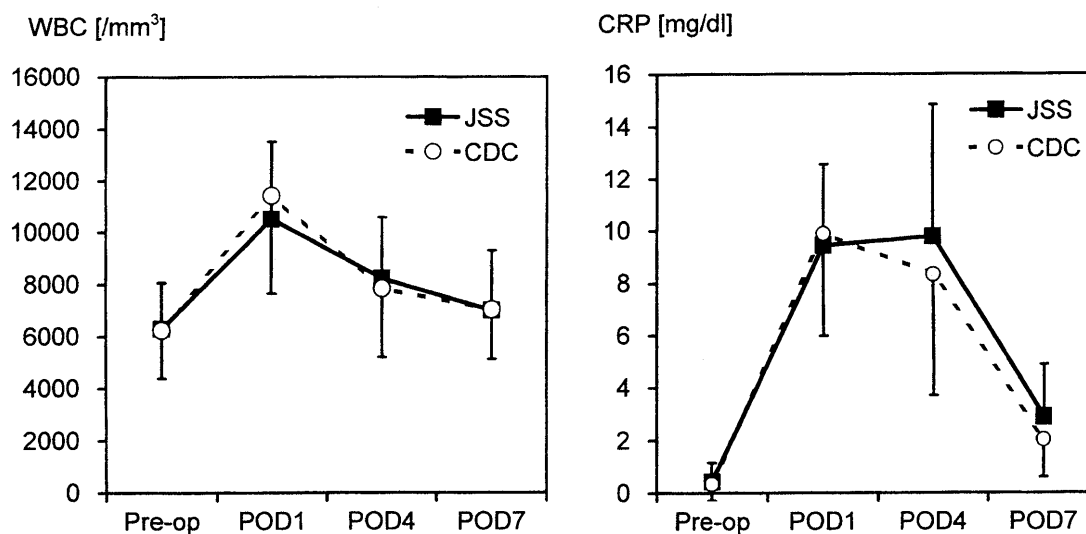 WBC [/mm³]
16000
14000
12000
10000
8000
6000
4000
2000
0
JSS
CDC
Pre-op POD1 POD4 POD7
CRP [mg/dl]
16
14
12
10
8
6
4
2
0
JSS
CDC
Pre-op POD1 POD4 POD7